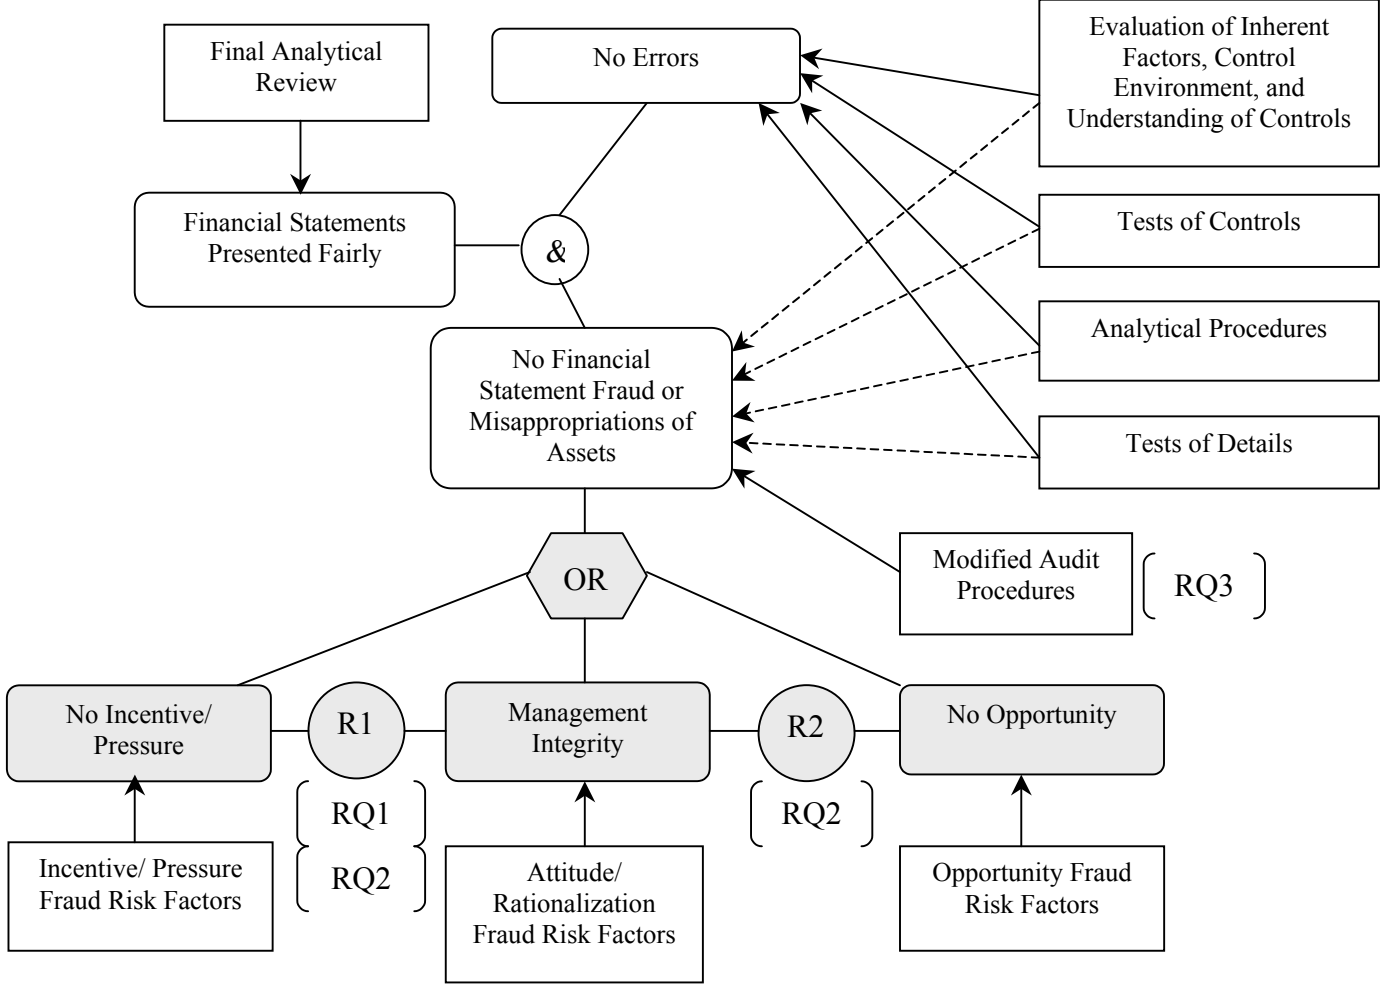 Final Analytical
Review
No Errors
Evaluation of Inherent
Factors, Control
Environment, and
Understanding of Controls
Financial Statements
Presented Fairly
&
Tests of Controls
Analytical Procedures
No Financial
Statement Fraud or
Misappropriations of
Assets
Tests of Details
OR
Modified Audit
Procedures
RQ3
No Incentive/
Pressure
R1
Management
Integrity
R2
No Opportunity
RQ1
RQ2
RQ2
Incentive/ Pressure
Fraud Risk Factors
Attitude/
Rationalization
Fraud Risk Factors
Opportunity Fraud
Risk Factors